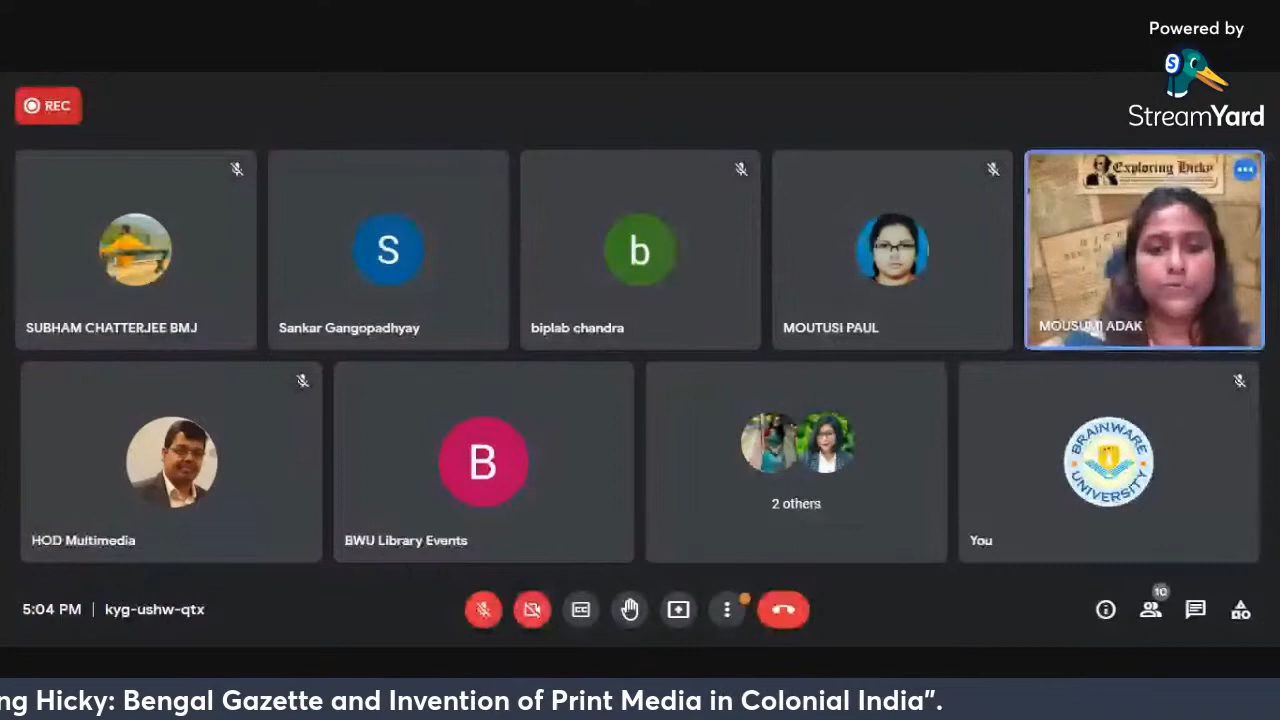 Powered by
StreamYard
REC
Exploring Hicky
SUBHAM CHATTERJEE BMJ
S
Sankar Gangopadhyay
b
biplab chandra
MOUTUSI PAUL
MOUSUMI ADAK
HOD Multimedia
B
BWU Library Events
2 others
BRAINWARE UNIVERSITY
You
5:04 PM | kyg-ushw-qtx
10
ng Hicky: Bengal Gazette and Invention of Print Media in Colonial India”.